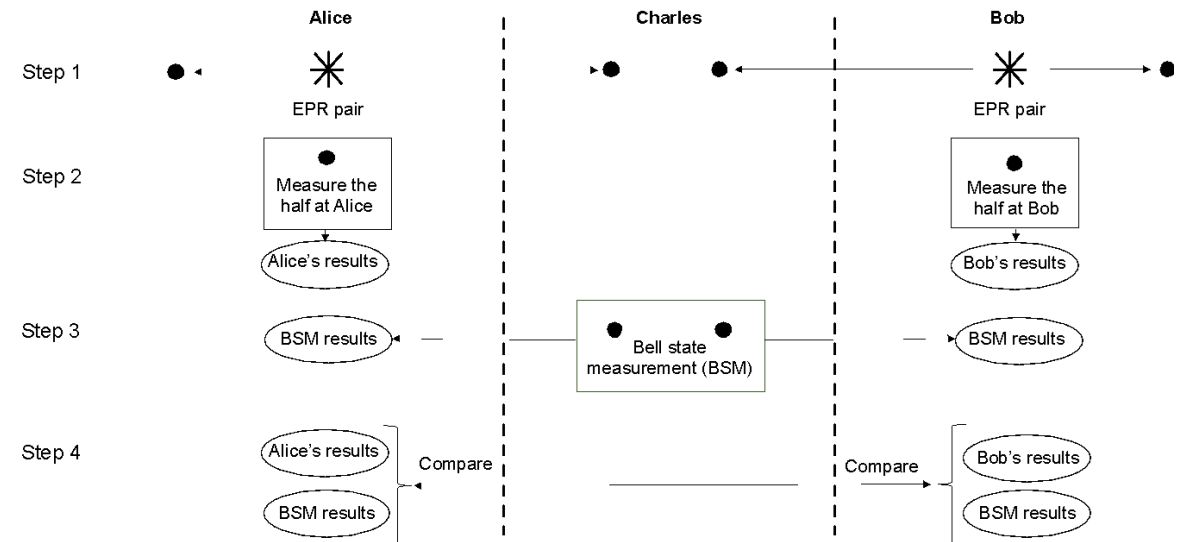 Alice
Charles
Bob
Step 1
EPR pair
EPR pair
Step 2
Measure the
half at Alice
Measure the
half at Bob
Alice's results
Bob's results
Step 3
BSM results
Bell state
measurement (BSM)
BSM results
Step 4
Alice's results
BSM results
Compare
Compare
Bob's results
BSM results